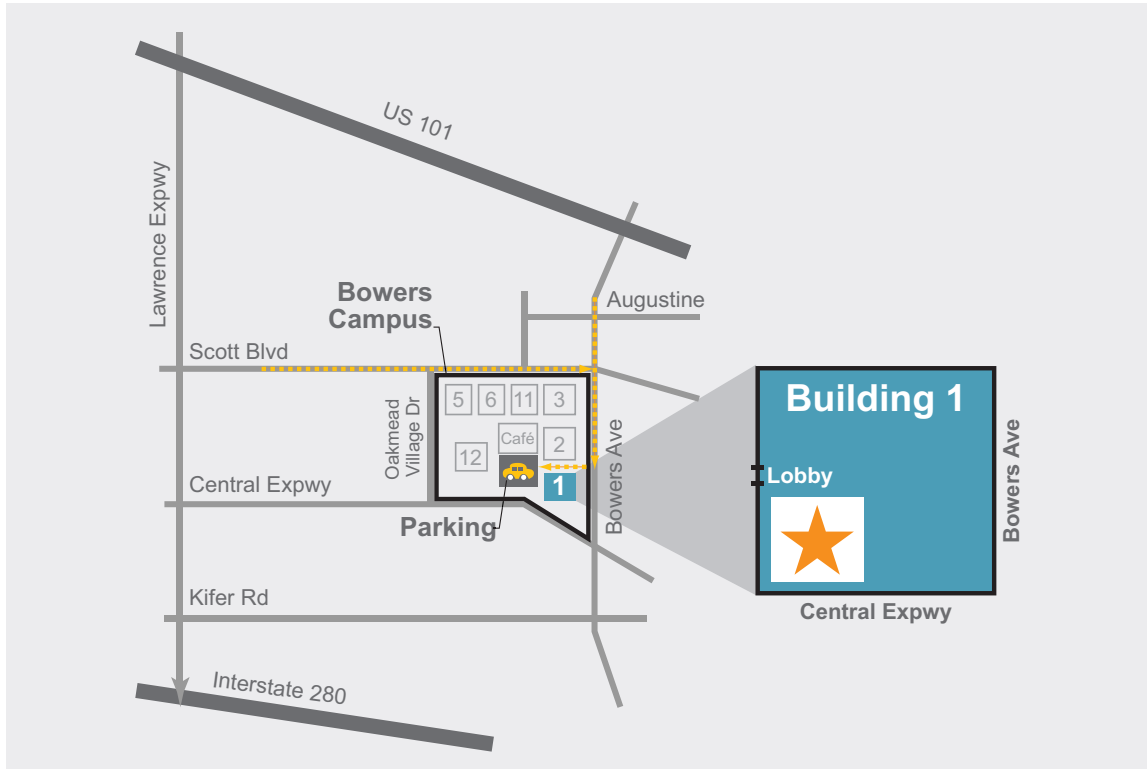 US 101
Lawrence Expwy
Bowers
Campus
Augustine
Scott Blvd
5
6
11
3
Building 1
Oakmead
Village Dr
Café
2
12
Lobby
Bowers Ave
Bowers Ave
Central Expwy
1
Parking
Kifer Rd
Central Expwy
Interstate 280